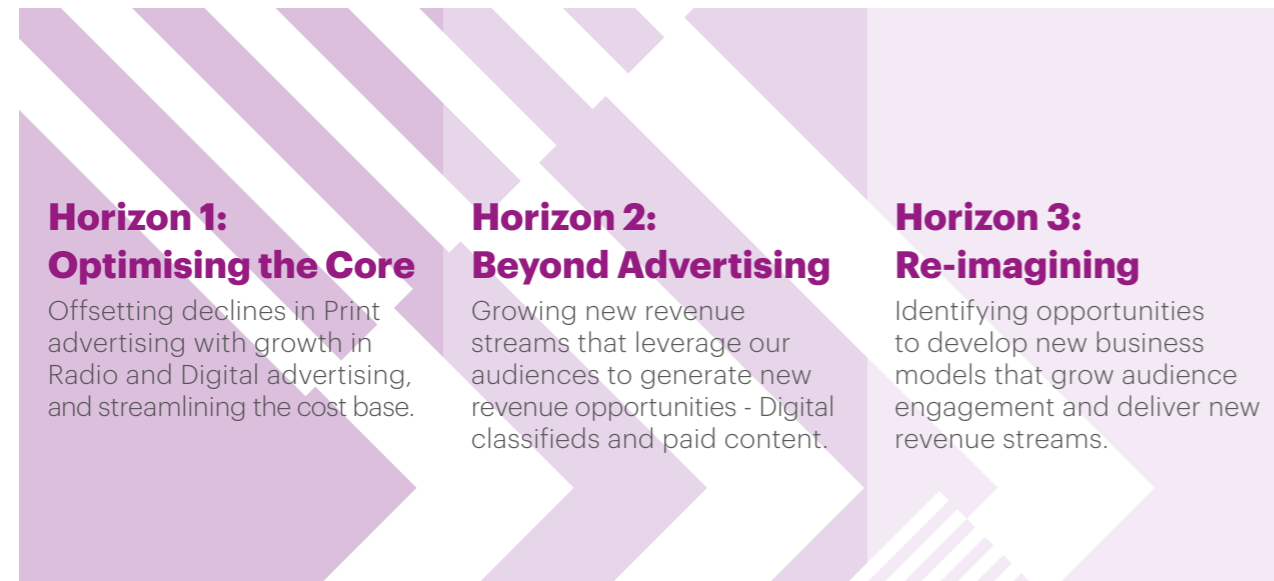 Horizon 1:
Optimising the Core
Offsetting declines in Print
advertising with growth in
Radio and Digital advertising,
and streamlining the cost base.
Horizon 2:
Beyond Advertising
Growing new revenue
streams that leverage our
audiences to generate new
revenue opportunities - Digital
classifieds and paid content.
Horizon 3:
Re-imagining
Identifying opportunities
to develop new business
models that grow audience
engagement and deliver new
revenue streams.